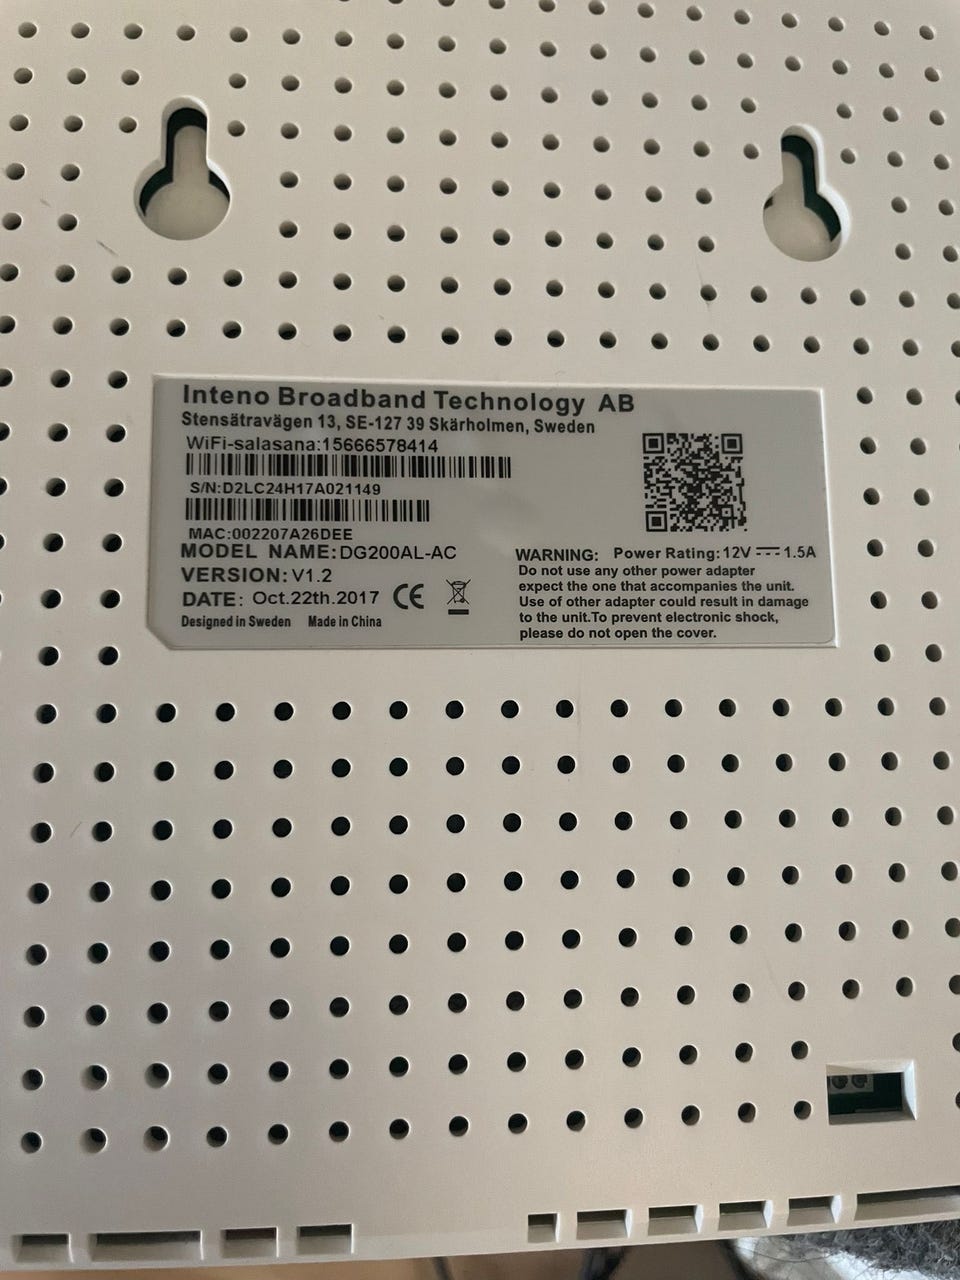 Inteno Broadband Technology AB
Stensätravägen 13, SE-127 39 Skärholmen, Sweden
WiFi-salasana:15666578414
S/N:D2LC24H17A021149
MAC:002207A26DEE
MODEL NAME:DG200AL-AC
VERSION:V1.2
DATE: Oct.22th.2017 CE
Designed in Sweden Made in China
WARNING: Power Rating:12V 1.5A
Do not use any other power adapter
expect the one that accompanies the unit.
Use of other adapter could result in damage
to the unit.To prevent electronic shock,
please do not open the cover.